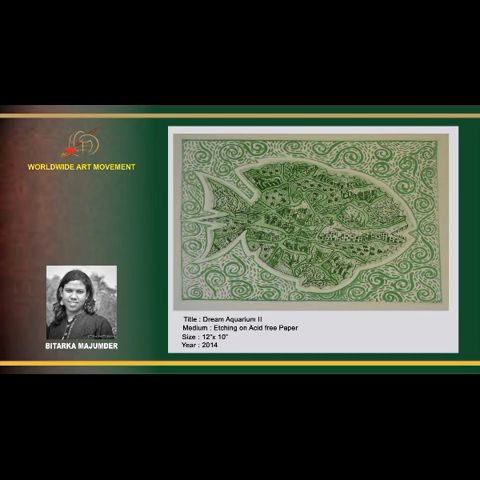 WORLDWIDE ART MOVEMENT
BITARKA MAJUMDER
Title : Dream Aquarium II
Medium : Etching on Acid free Paper
Size : 12"x 10"
Year : 2014